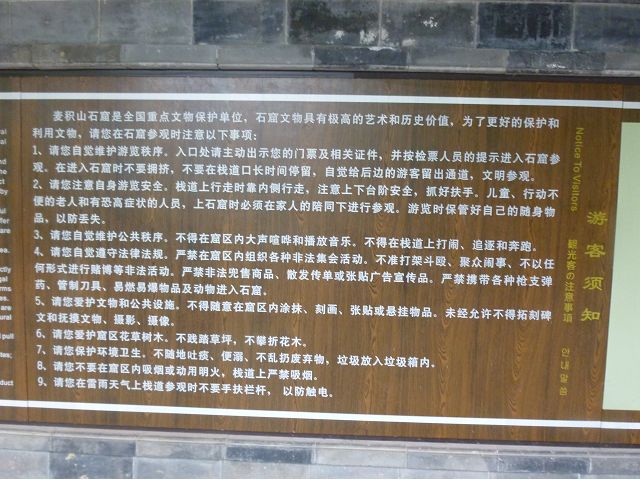 麦积山石窟是全国重点文物保护单位，石窟文物具有极高的艺术和历史价值，为了更好的保护和
利用文物，请您在石窟参观时注意以下事项：
1、请您自觉维护游览秩序。入口处请主动出示您的门票及相关证件，并按检票人员的提示进入石窟参
观。在进入拥挤时不要拥挤，不要在栈道口长时间停留，自觉给后边的游客留出通道，文明参观。
2、请您注意自身游览安全。栈道上行走时靠内侧行走，注意上下台阶安全，抓好扶手。儿童、行动不
便的老人和有恐高症状的人员，上石窟时必须在家人的陪同下进行参观。游览时保管好自己的随身物
品，以防丢失。
3、请您自觉维护公共秩序。不得在窟区内大声喧哗和播放音乐。不得在栈道上打闹、追逐和奔跑。
4、请您自觉遵守法律法规。严禁在窟区内组织各种非法集会活动。不准打架斗殴、聚众闹事、不以任
何形式进行赌博等非法活动。严禁非法兜售商品、散发传单或张贴广告宣传品。严禁携带各种枪支弹
药、管制刀具、易燃易爆物品及动物进入石窟。
5、请您爱护文物和公共设施。不得随意在窟区内涂抹、刻画、张贴或悬挂物品。未经允许不得拓刻碑
文和抚摸文物、摄影、摄像。
6、请您爱护窟区花草树木。不践踏草坪，不攀折花木。
7、请您保护环境卫生。不随地吐痰、便溺、不乱扔废弃物，垃圾放入垃圾箱内。
8、请您不要在窟区内吸烟或动用明火，栈道上严禁吸烟。
9、请您在雷雨天气上栈道参观时不要手扶栏杆，以防触电。
游客须知
Notice To Visitors
観光客の注意事項
안내말씀